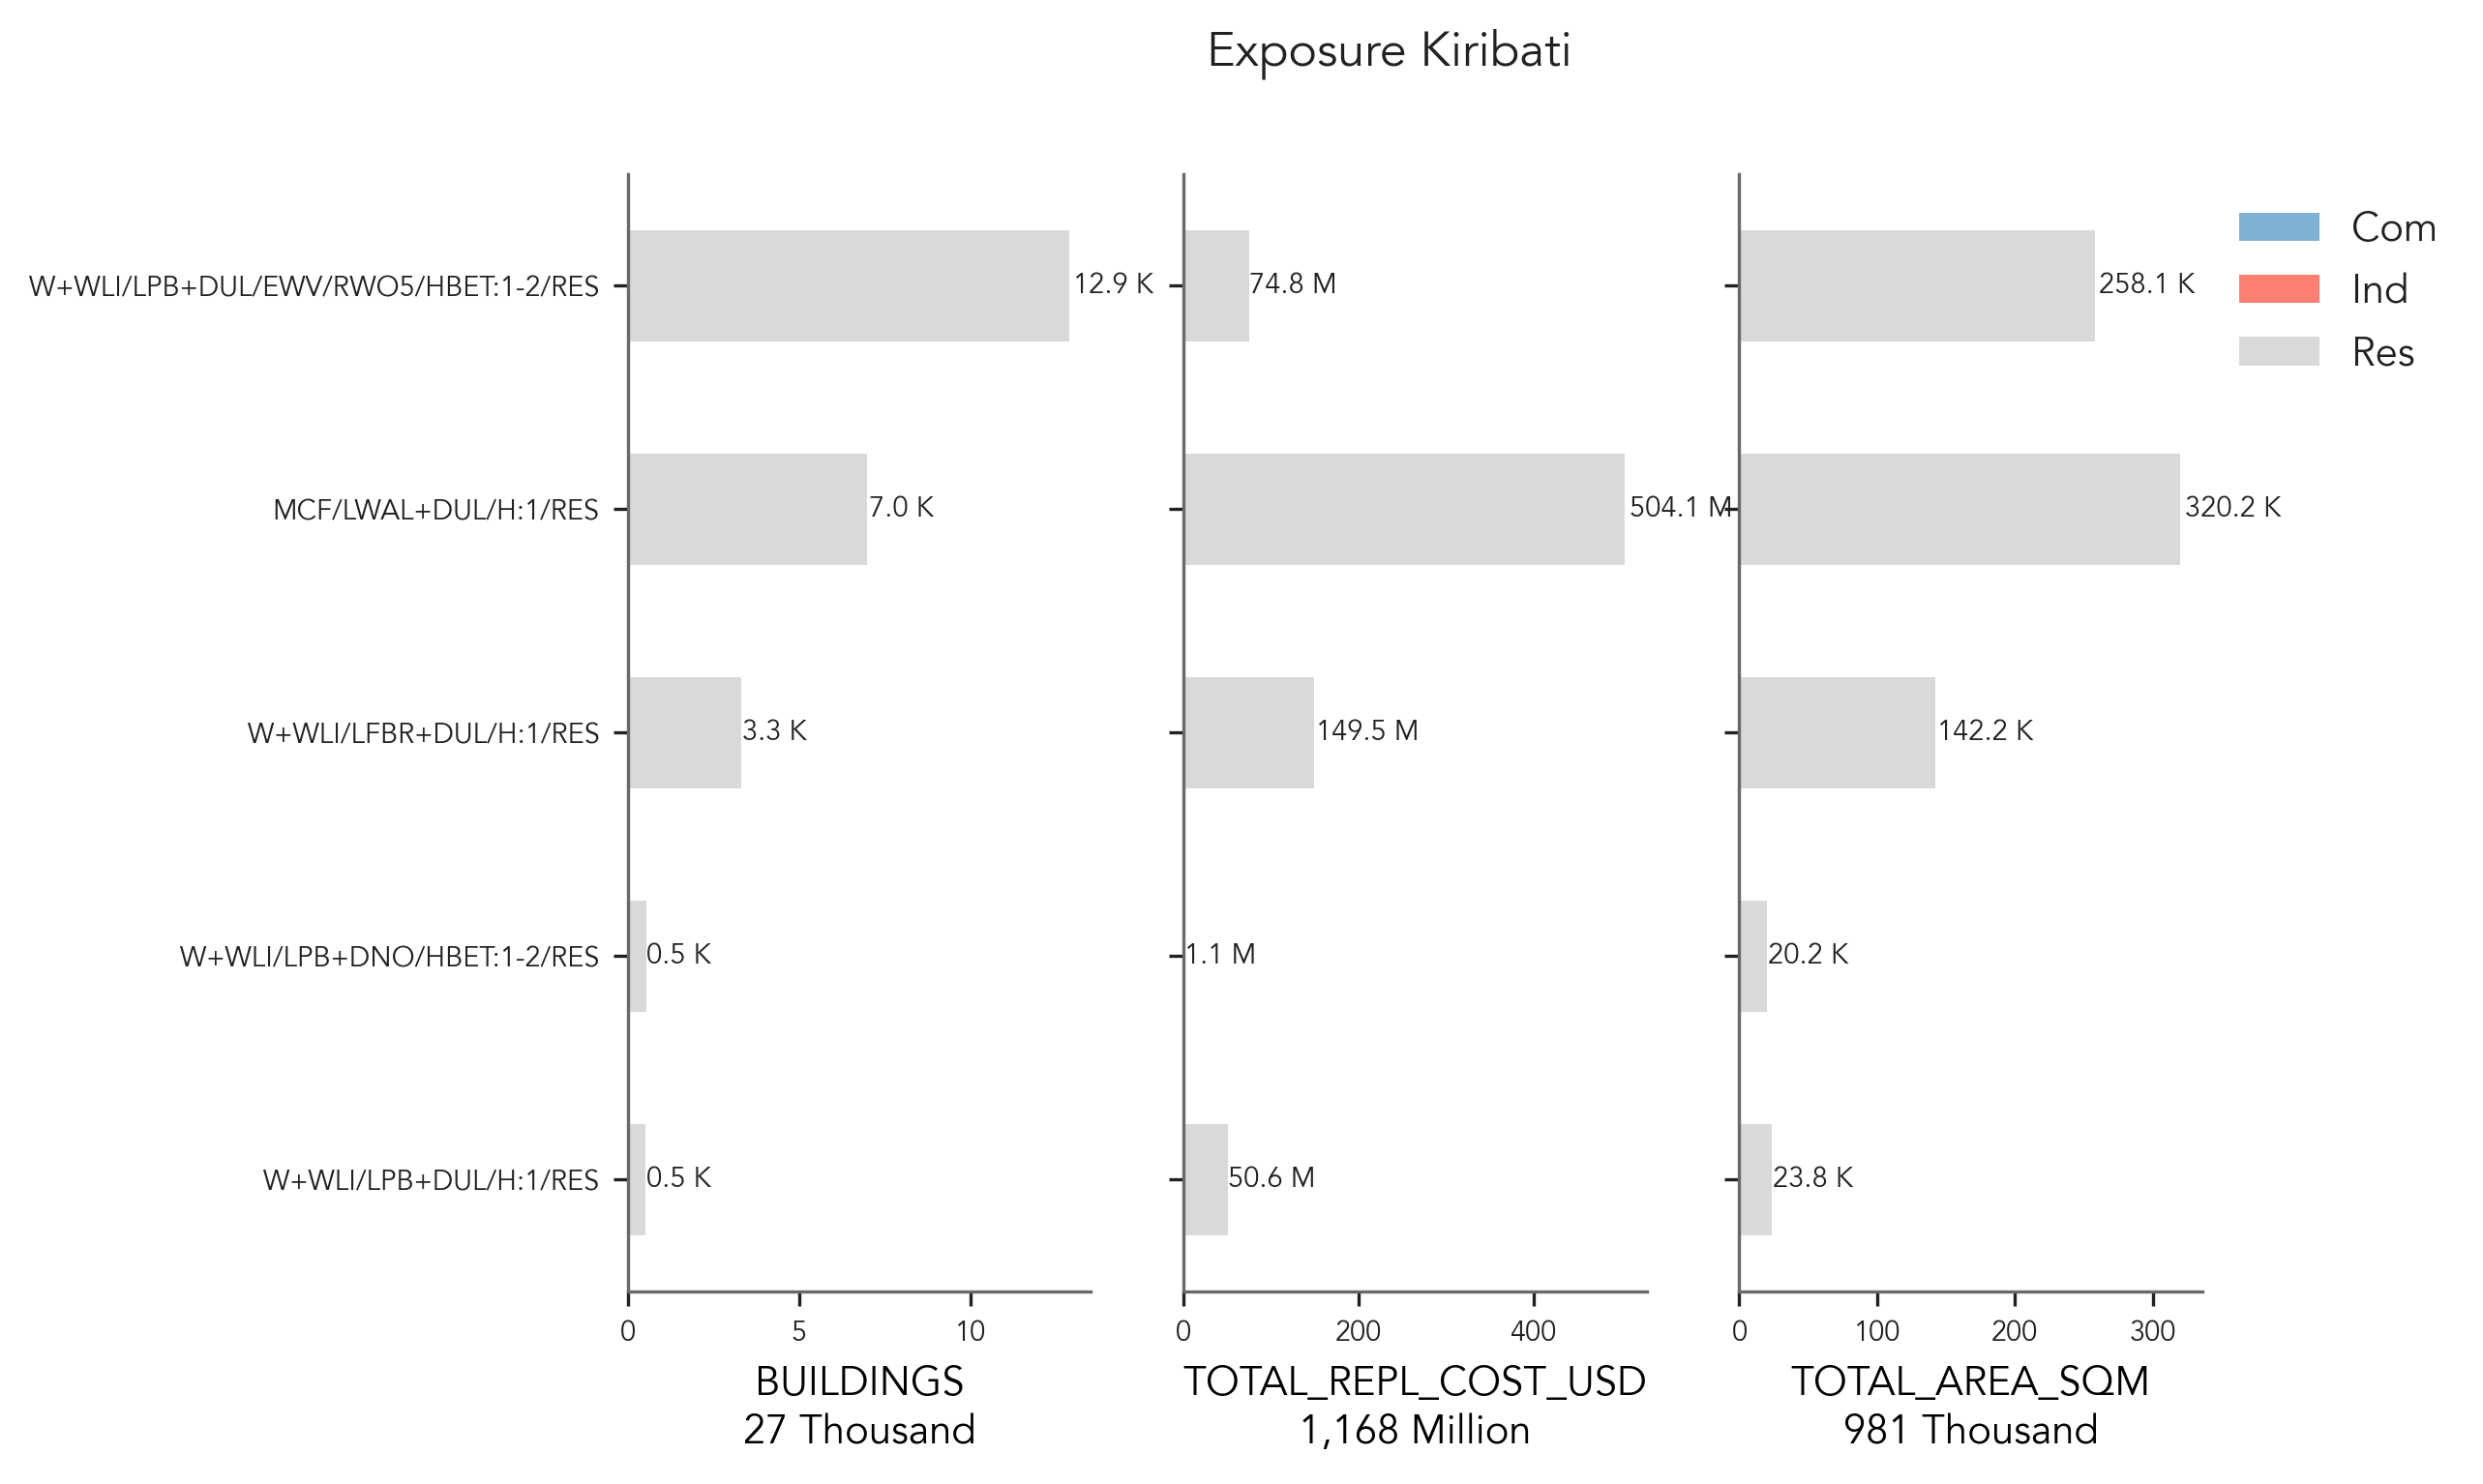 Exposure Kiribati
Com
Ind
Res
W+WLI/LPB+DUL/EWV/RWO5/HBET:1-2/RES
12.9 K
74.8 M
258.1 K
MCF/LWAL+DUL/H:1/RES
7.0 K
504.1 M
320.2 K
W+WLI/LFBR+DUL/H:1/RES
3.3 K
149.5 M
142.2 K
W+WLI/LPB+DNO/HBET:1-2/RES
0.5 K
1.1 M
20.2 K
W+WLI/LPB+DUL/H:1/RES
0.5 K
50.6 M
23.8 K
0 5 10
0 200 400
0 100 200 300
BUILDINGS
27 Thousand
TOTAL_REPL_COST_USD
1,168 Million
TOTAL_AREA_SQM
981 Thousand